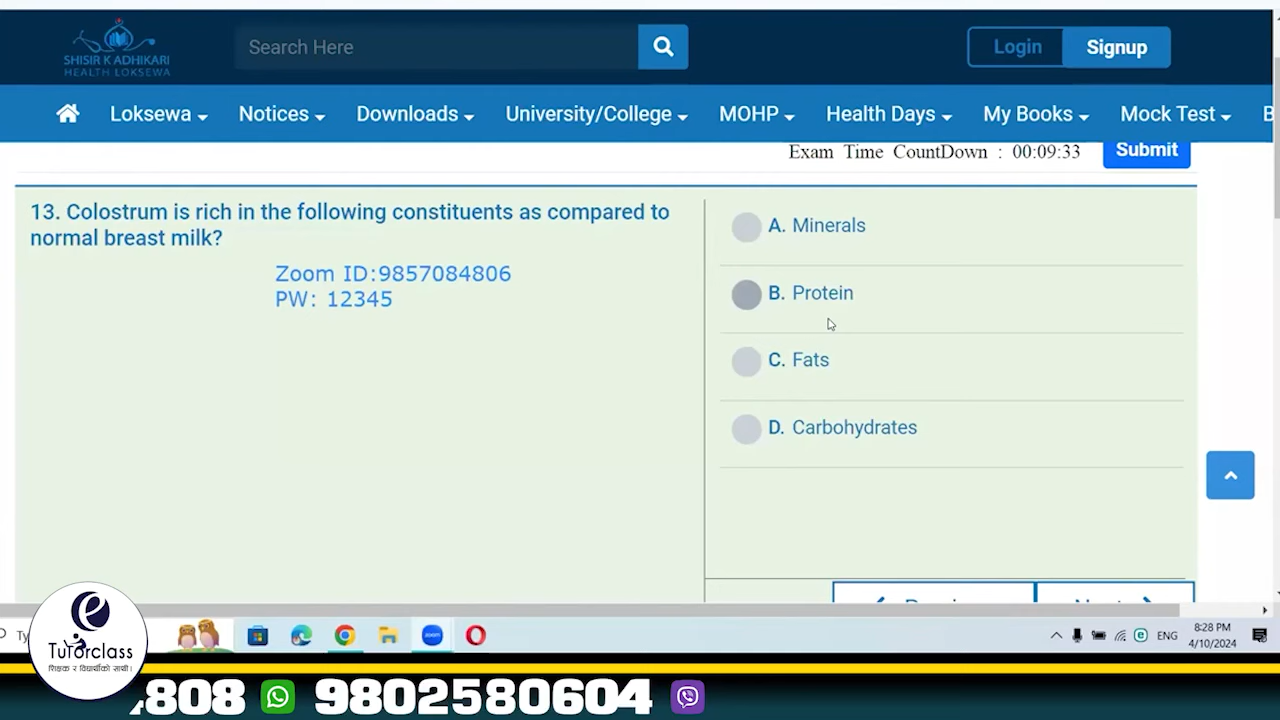 SHISIR K ADHIKARI
HEALTH LOKSEWA
Search Here
Login
Signup
Loksewa
Notices
Downloads
University/College
MOHP
Health Days
My Books
Mock Test
B
Exam Time CountDown : 00:09:33
Submit
13. Colostrum is rich in the following constituents as compared to
normal breast milk?
Zoom ID:9857084806
PW: 12345
A. Minerals
B. Protein
C. Fats
D. Carbohydrates
Ty
ENG
8:28 PM
4/10/2024
e
Tutorclass
शिक्षक र विद्यार्थीको साथी।
808
9802580604